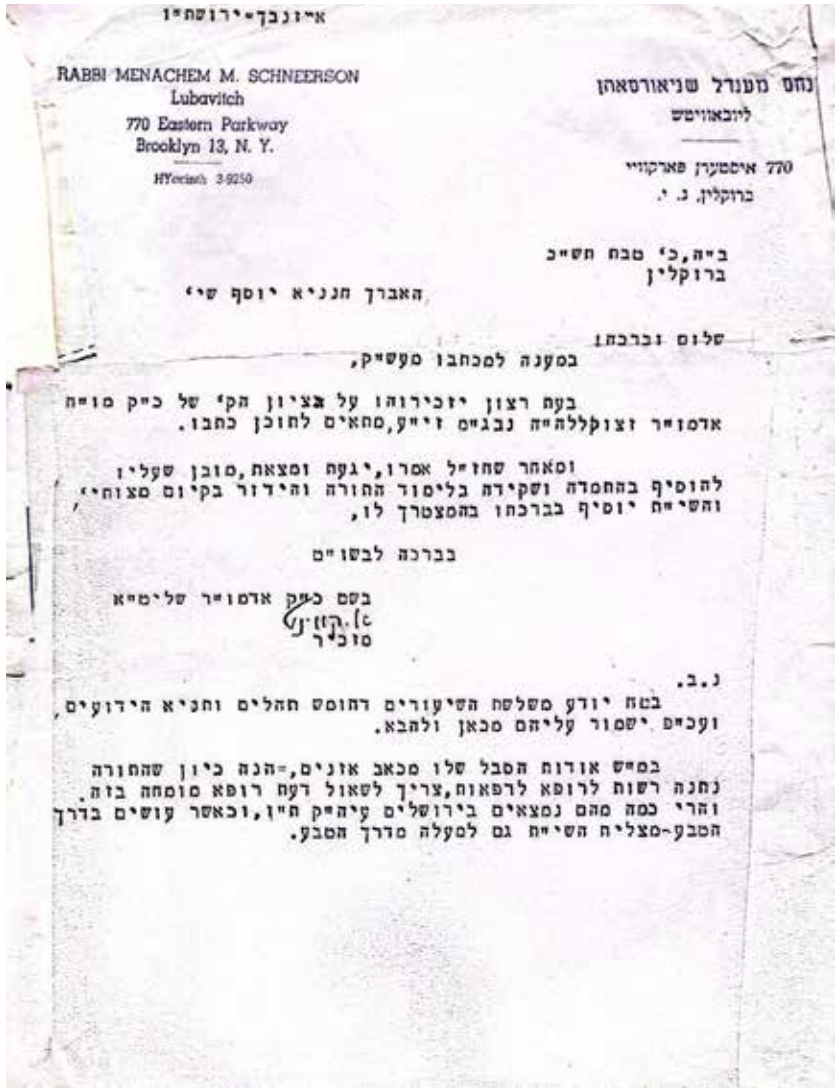 א"זנבך-ירושת"ו
RABBI MENACHEM M. SCHNEERSON
Lubavitch
770 Eastern Parkway
Brooklyn 13, N. Y.
HYacinth 3-9250
נחם מענדל שניאורסאהן
ליובאוויטש
770 איסטערן פארקוויי
ברוקלין, נ. י.
ב"ה, כ' טבת תש"כ
ברוקלין
האברך חנניא יוסף שי'
שלום וברכה!
במענה למכתבו מעש"ק,
בעת רצון יזכירוהו על הציון הק' של כ"ק מו"ח
אדמו"ר זצוקללה"ה נבג"מ זי"ע,מתאים לתוכן כתבו.
ומאחר שחז"ל אמרו,יגעת ומצאת,מובן שעליו
להוסיף בהתמדה ושקידה בלימוד התורה והידור בקיום מצותי',
והשי"ת יוסיף בברכתו בהמצטרך לו,
בברכה לבשו"ט
בשם כ"ק אדמו"ר שליט"א
מזכיר
נ.ב.
בטח יודע משלשת השיעורים דחומש תהלים ותניא הידועים,
ועכ"פ ישמור עליהם מכאן ולהבא.
במ"ש אודות הסבל שלו מכאב אזנים,-הנה כיון שהתורה
נתנה רשות לרופא לרפאות,צריך לשאול דעת רופא מומחה בזה.
והרי כמה מהם נמצאים בירושלים עיה"ק ת"ו,וכאשר עושים בדרך
הטבע-מצליח השי"ת גם למעלה מדרך הטבע.